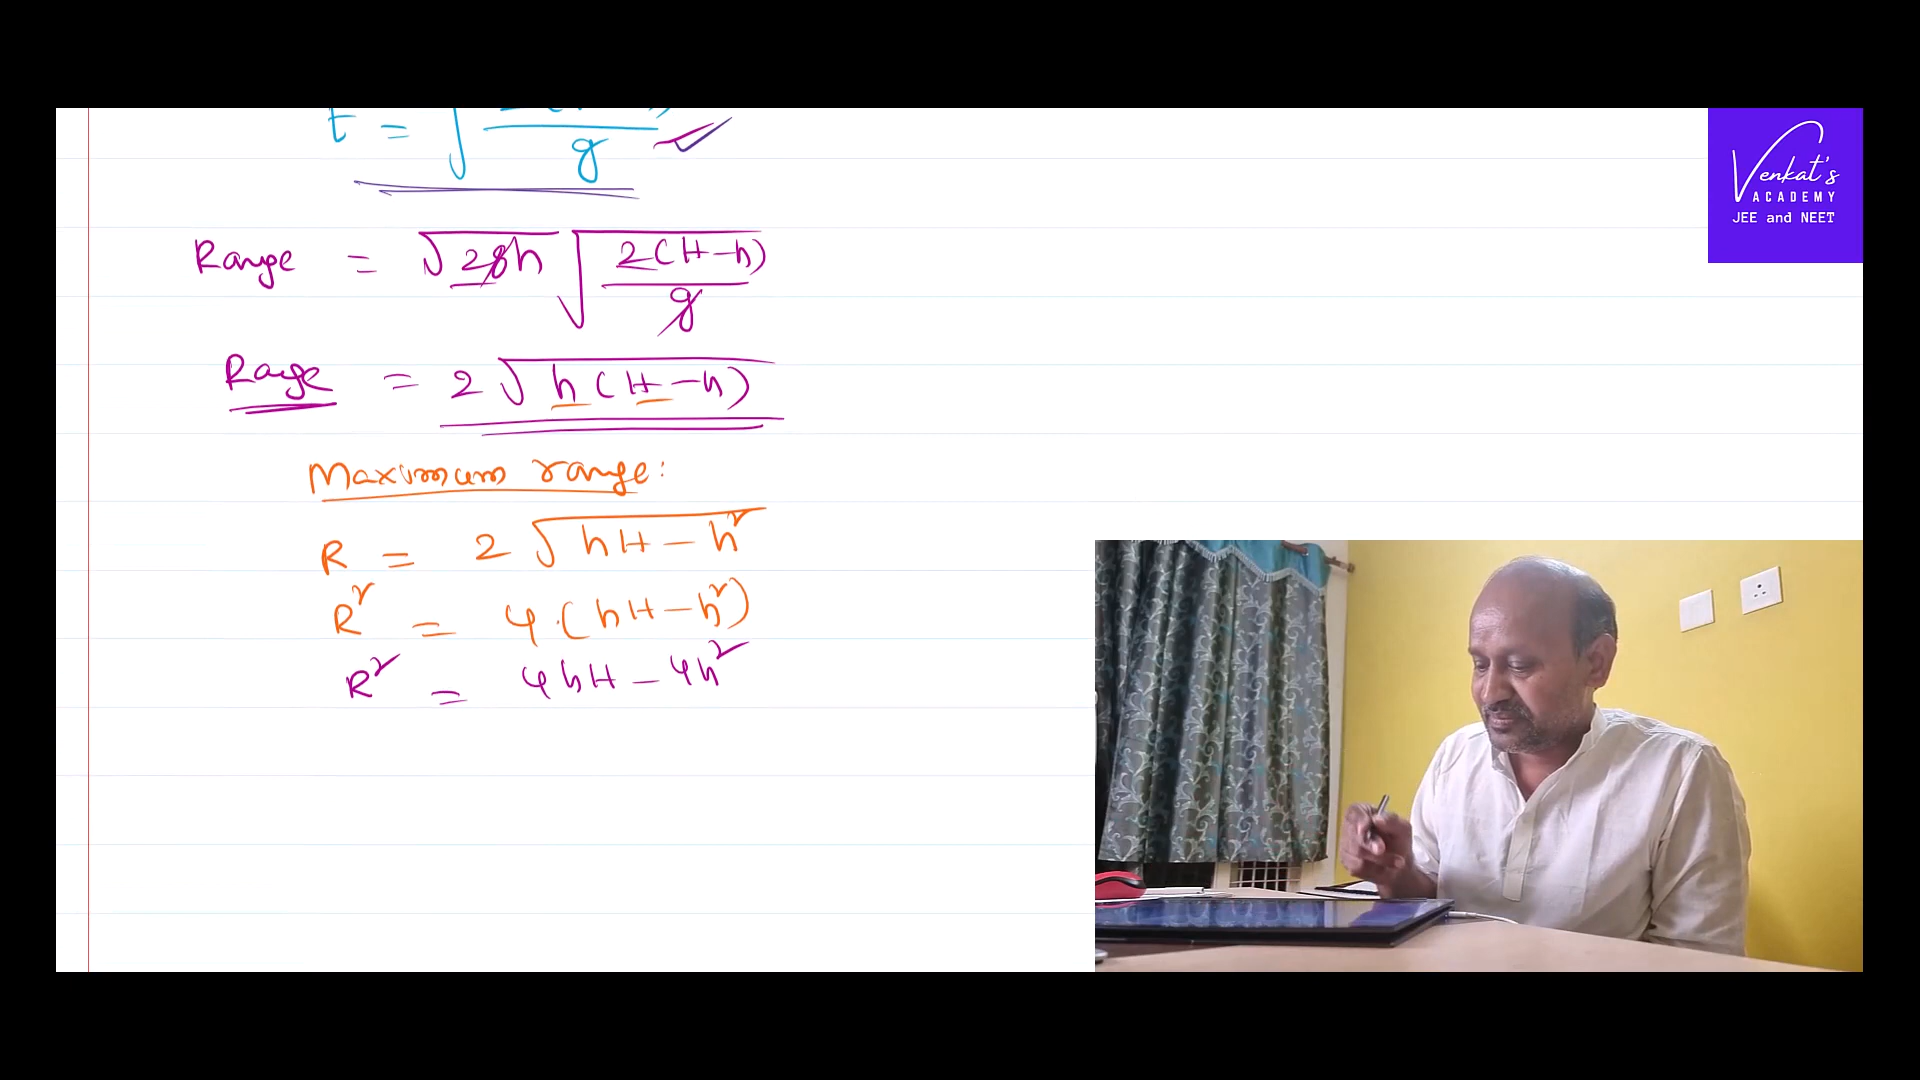 t = √ 2(H-h) / g
Range = √2gh √ 2(H-h) / g
Range = 2 √h(H-h)
Maximum range:
R = 2 √hH-h²
R² = 4.(hH-h²)
R² = 4hH-4h²
Venkat's
ACADEMY
JEE and NEET